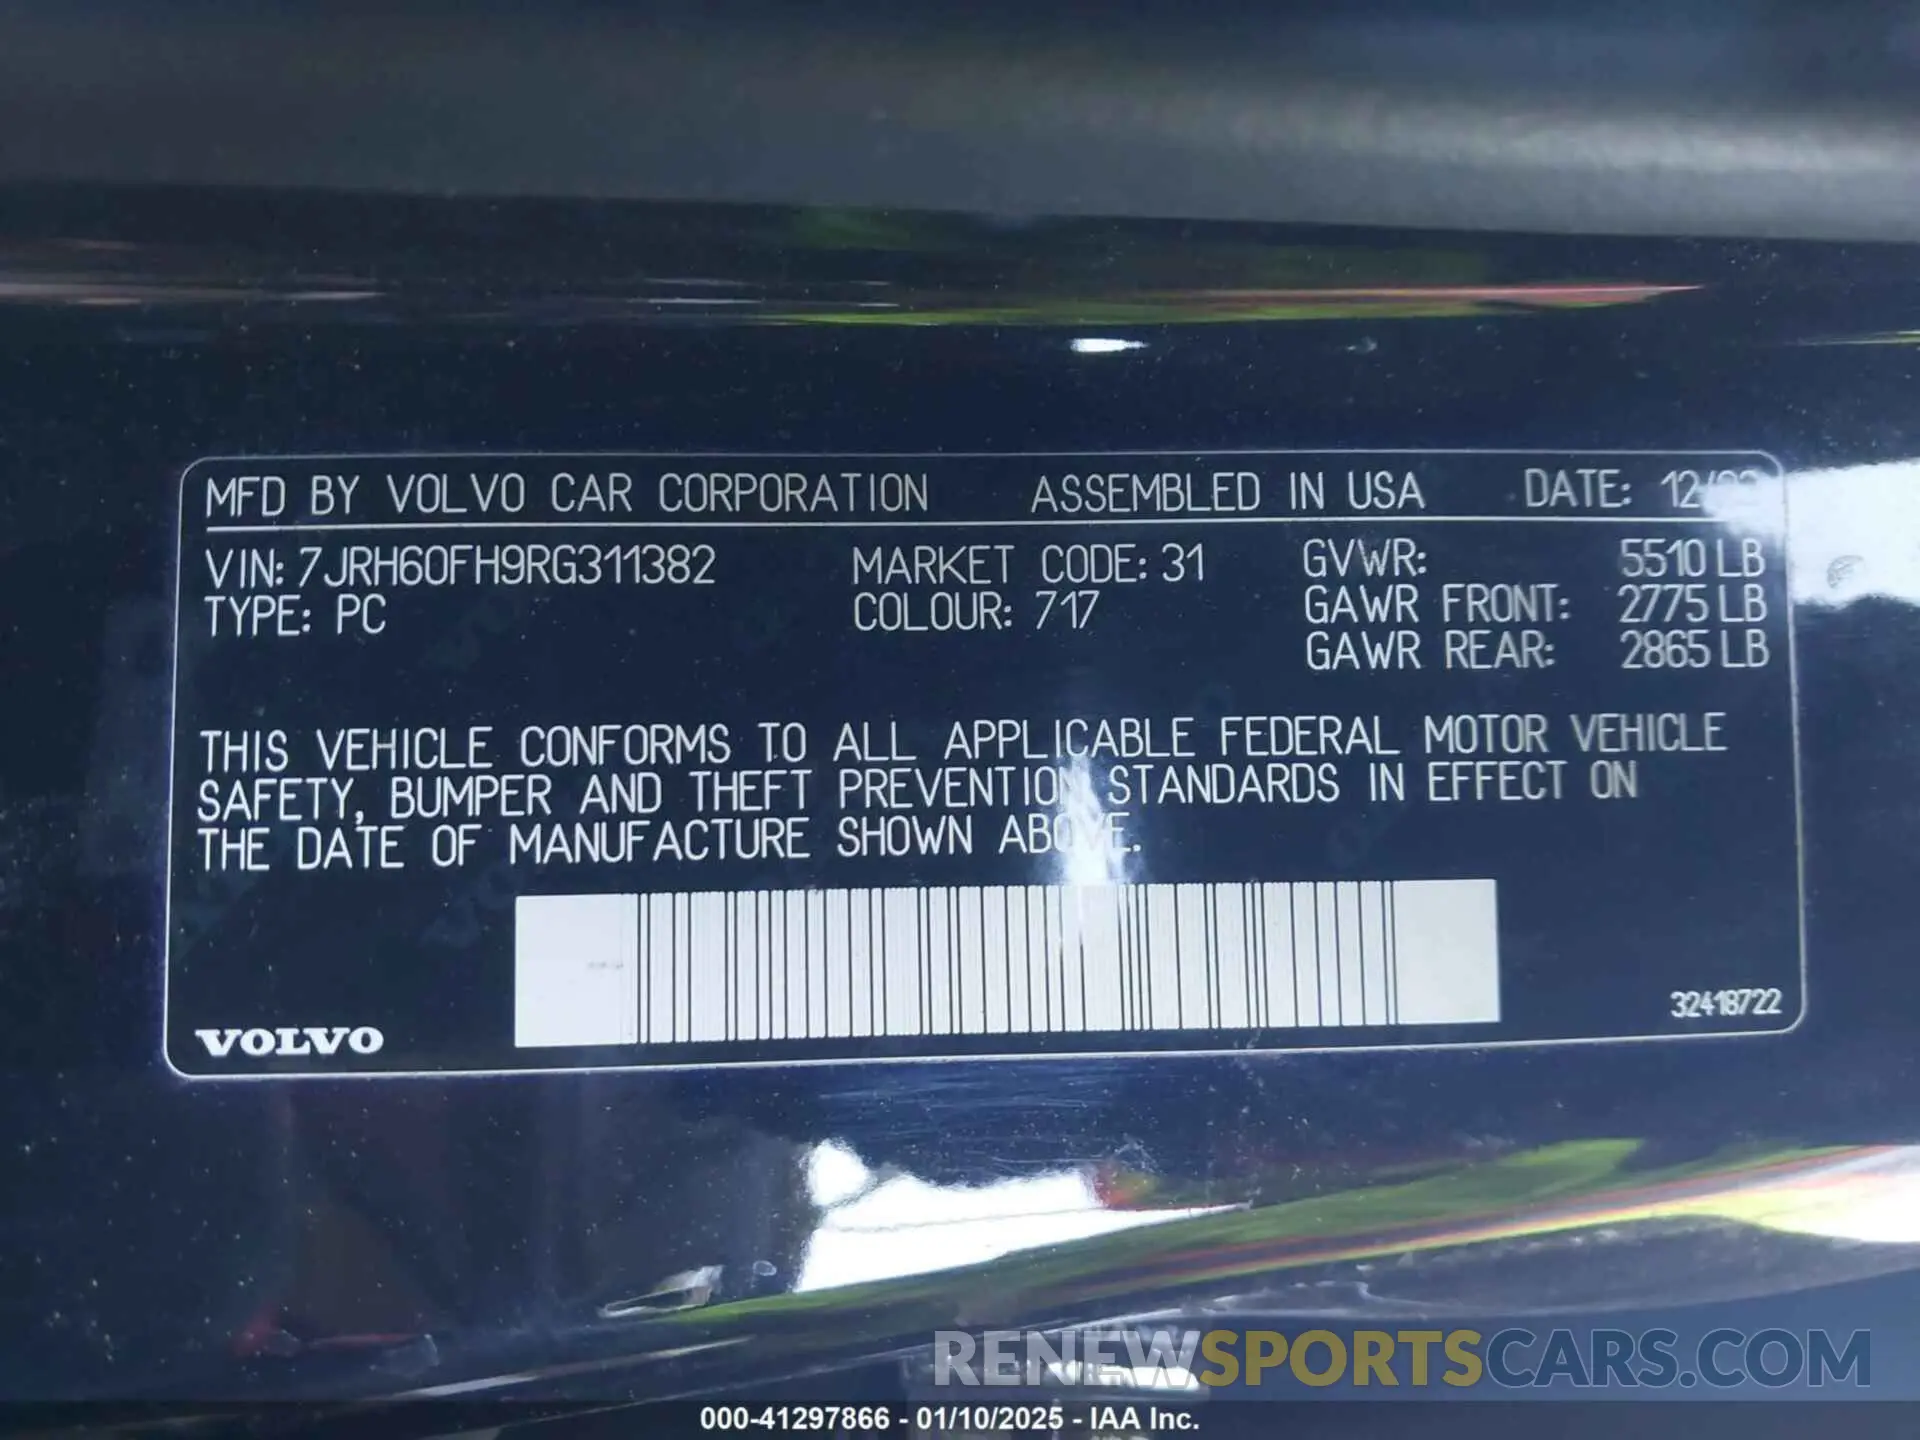 MFD BY VOLVO CAR CORPORATION ASSEMBLED IN USA DATE:
VIN: 7JRH60FH9RG311382 MARKET CODE: 31 GVWR: 5510 LB
TYPE: PC COLOUR: 717 GAWR FRONT: 2775 LB
GAWR REAR: 2865 LB
THIS VEHICLE CONFORMS TO ALL APPLICABLE FEDERAL MOTOR VEHICLE
SAFETY, BUMPER AND THEFT PREVENTION STANDARDS IN EFFECT ON
THE DATE OF MANUFACTURE SHOWN ABOVE.
32418722
VOLVO
RENEWSPORTSCARS.COM
000-41297866 - 01/10/2025 - IAA Inc.